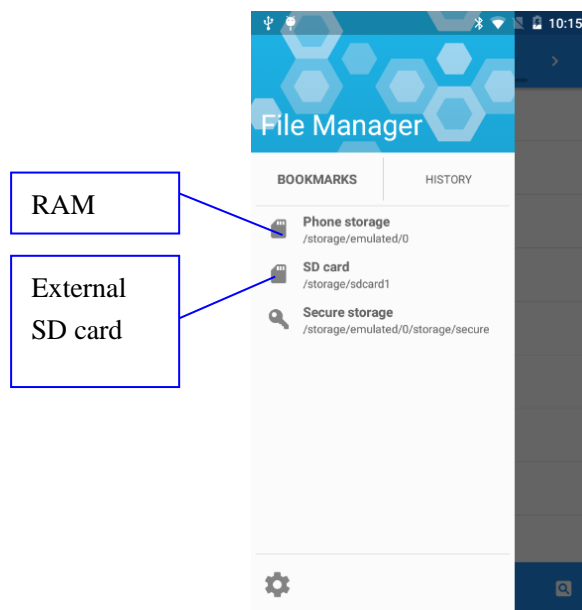 10:15
File Manager
BOOKMARKS HISTORY
RAM
Phone storage
/storage/emulated/0
External
SD card
SD card
/storage/sdcard1
Secure storage
/storage/emulated/0/storage/secure